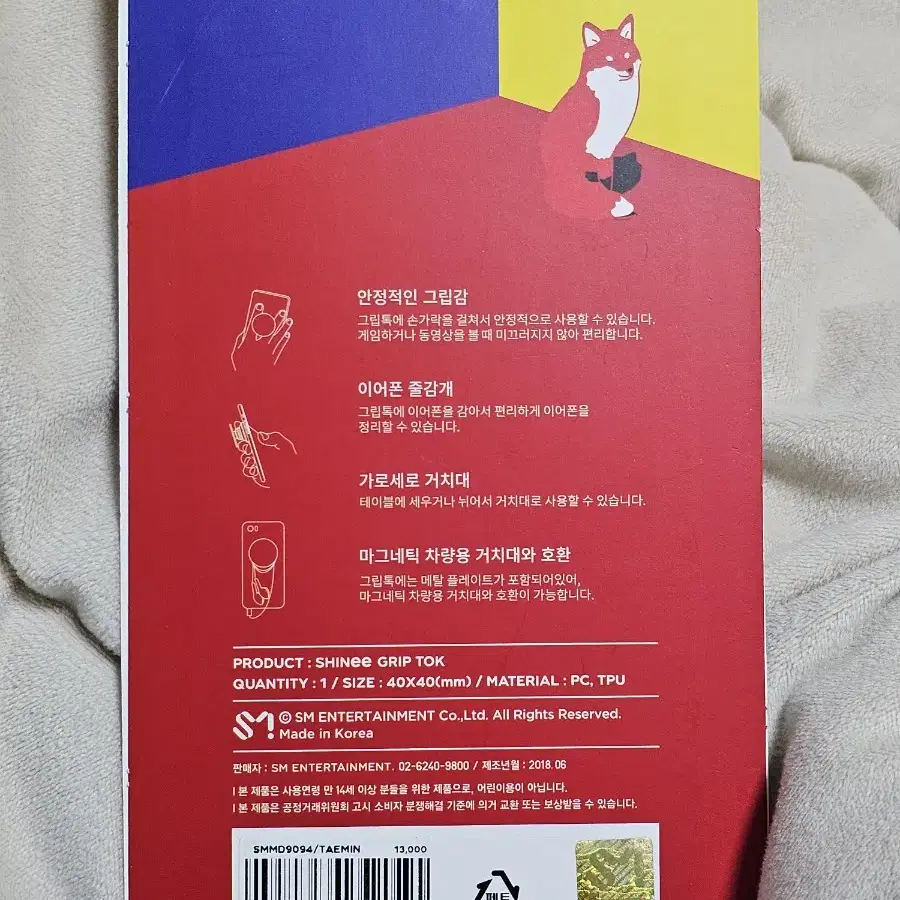 안정적인 그립감
그립톡에 손가락을 걸쳐서 안정적으로 사용할 수 있습니다.
게임하거나 동영상을 볼 때 미끄러지지 않아 편리합니다.
이어폰 줄감개
그립톡에 이어폰을 감아서 편리하게 이어폰을
정리할 수 있습니다.
가로세로 거치대
테이블에 세우거나 뉘어서 거치대로 사용할 수 있습니다.
마그네틱 차량용 거치대와 호환
그립톡에는 메탈 플레이트가 포함되어있어,
마그네틱 차량용 거치대와 호환이 가능합니다.
PRODUCT : SHINee GRIP TOK
QUANTITY : 1 / SIZE : 40X40(mm) / MATERIAL : PC, TPU
SM © SM ENTERTAINMENT Co.,Ltd. All Rights Reserved.
Made in Korea
판매자 : SM ENTERTAINMENT. 02-6240-9800 / 제조년월 : 2018. 06
l 본 제품은 사용연령 만 14세 이상 분들을 위한 제품으로, 어린이용이 아닙니다.
l 본 제품은 공정거래위원회 고시 소비자 분쟁해결 기준에 의거 교환 또는 보상받을 수 있습니다.
SMMD9094/TAEMIN 13,000
페트
SM